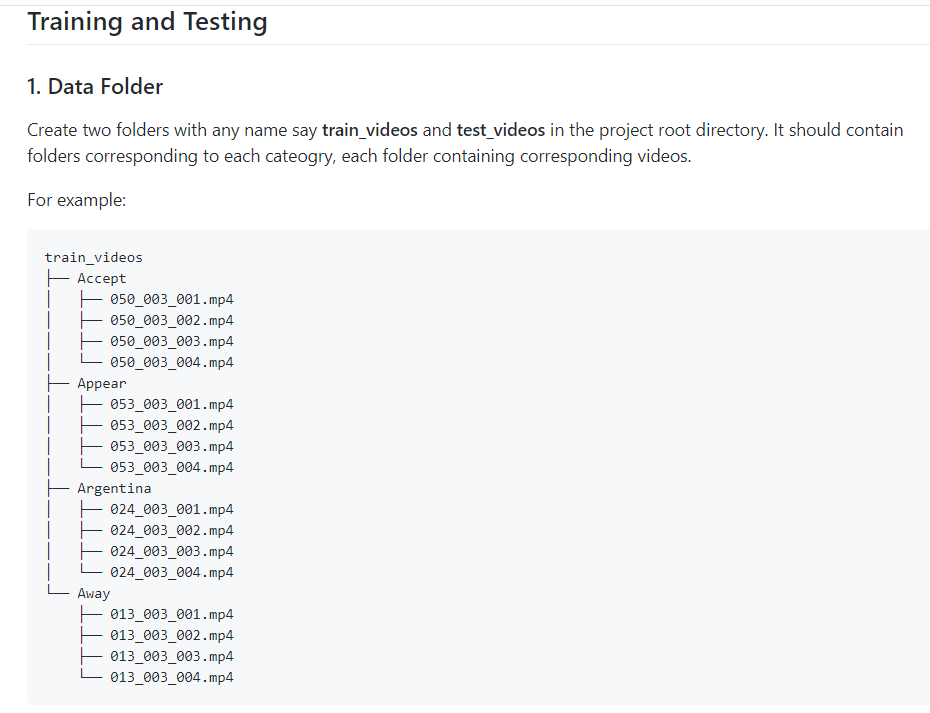 Training and Testing
1. Data Folder
Create two folders with any name say train_videos and test_videos in the project root directory. It should contain
folders corresponding to each cateogry, each folder containing corresponding videos.
For example:
train_videos
├── Accept
│   ├── 050_003_001.mp4
│   ├── 050_003_002.mp4
│   ├── 050_003_003.mp4
│   └── 050_003_004.mp4
├── Appear
│   ├── 053_003_001.mp4
│   ├── 053_003_002.mp4
│   ├── 053_003_003.mp4
│   └── 053_003_004.mp4
├── Argentina
│   ├── 024_003_001.mp4
│   ├── 024_003_002.mp4
│   ├── 024_003_003.mp4
│   └── 024_003_004.mp4
└── Away
    ├── 013_003_001.mp4
    ├── 013_003_002.mp4
    ├── 013_003_003.mp4
    └── 013_003_004.mp4